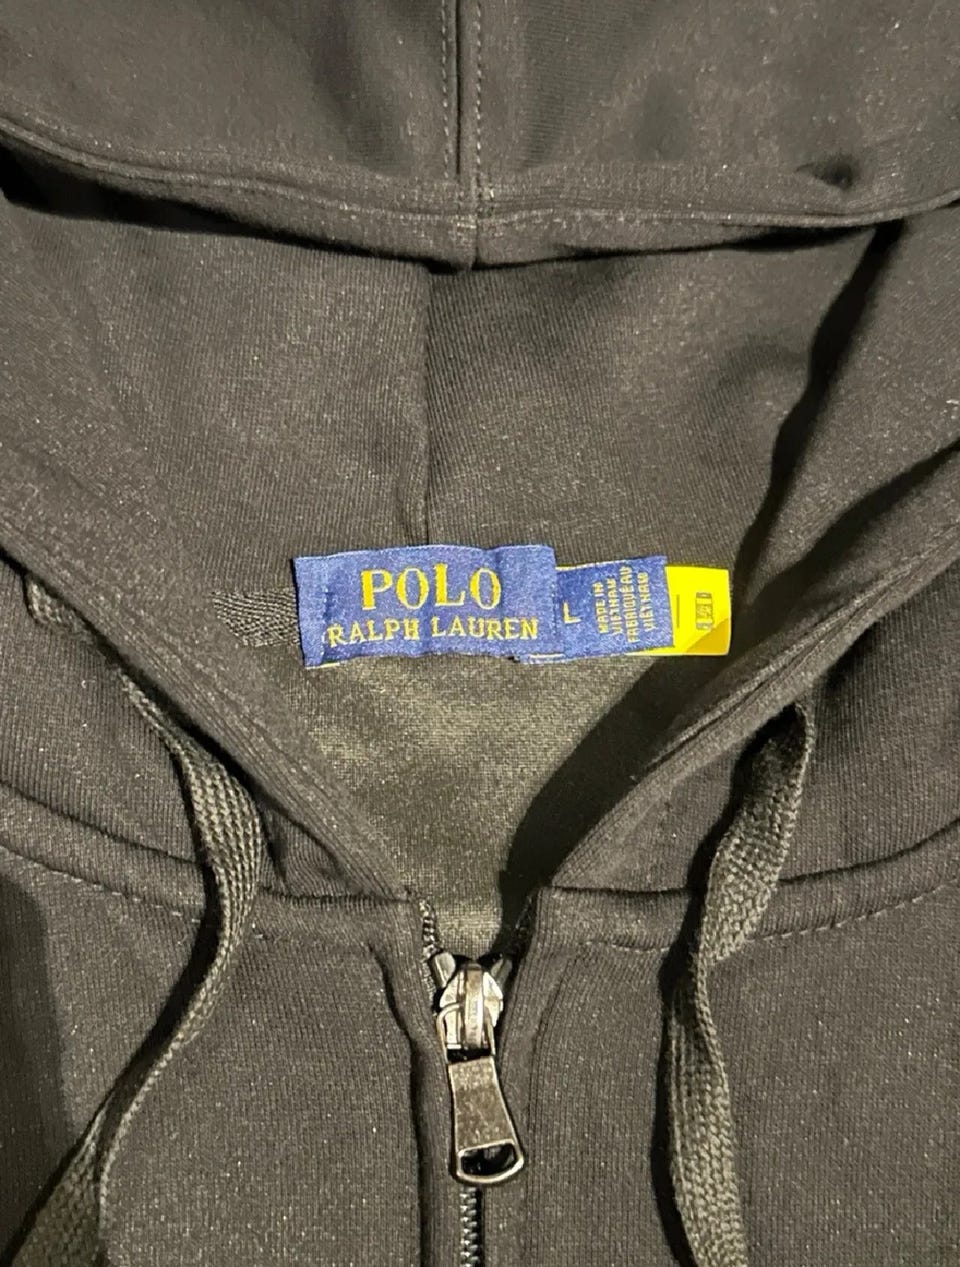 POLO
RALPH LAUREN
L
MADE IN
VIETNAM
FABRIQUÉ AU
VIETNAM